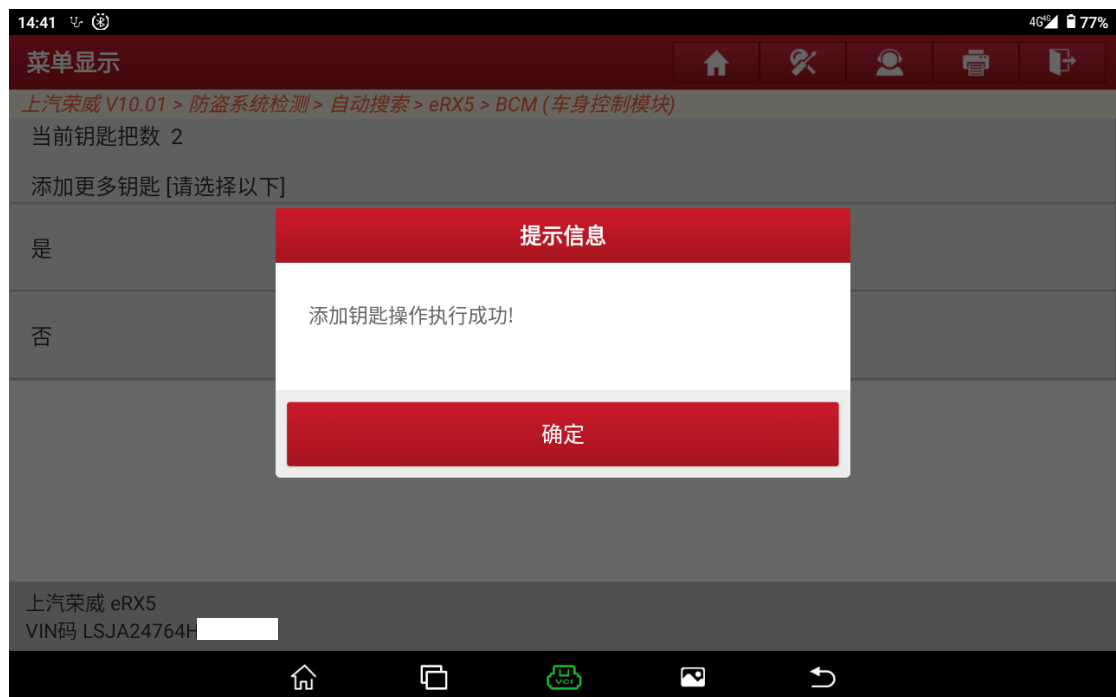 14:41
4G 4G 77%
菜单显示
上汽荣威 V10.01 > 防盗系统检测 > 自动搜索 > eRX5 > BCM (车身控制模块)
当前钥匙把数 2
添加更多钥匙 [请选择以下]
是
否
提示信息
添加钥匙操作执行成功!
确定
上汽荣威 eRX5
VIN码 LSJA24764H
VCI